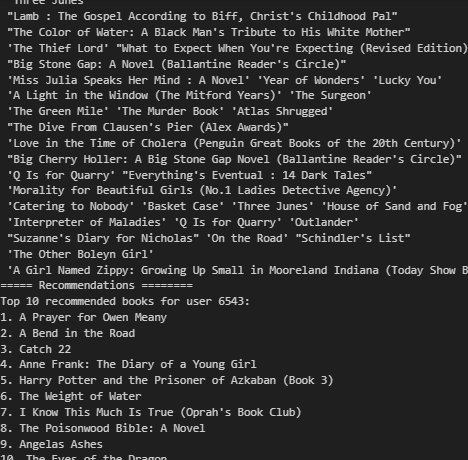 'Three Junes'
"Lamb : The Gospel According to Biff, Christ's Childhood Pal"
"The Color of Water: A Black Man's Tribute to His White Mother"
'The Thief Lord' "What to Expect When You're Expecting (Revised Edition)
"Big Stone Gap: A Novel (Ballantine Reader's Circle)"
'Miss Julia Speaks Her Mind : A Novel' 'Year of Wonders' 'Lucky You'
'A Light in the Window (The Mitford Years)' 'The Surgeon'
'The Green Mile' 'The Murder Book' 'Atlas Shrugged'
"The Dive From Clausen's Pier (Alex Awards)"
'Love in the Time of Cholera (Penguin Great Books of the 20th Century)'
"Big Cherry Holler: A Big Stone Gap Novel (Ballantine Reader's Circle)"
'Q Is for Quarry' "Everything's Eventual : 14 Dark Tales"
'Morality for Beautiful Girls (No.1 Ladies Detective Agency)'
'Catering to Nobody' 'Basket Case' 'Three Junes' 'House of Sand and Fog'
'Interpreter of Maladies' 'Q Is for Quarry' 'Outlander'
"Suzanne's Diary for Nicholas" 'On the Road' "Schindler's List"
'The Other Boleyn Girl'
'A Girl Named Zippy: Growing Up Small in Mooreland Indiana (Today Show B
===== Recommendations ========
Top 10 recommended books for user 6543:
1. A Prayer for Owen Meany
2. A Bend in the Road
3. Catch 22
4. Anne Frank: The Diary of a Young Girl
5. Harry Potter and the Prisoner of Azkaban (Book 3)
6. The Weight of Water
7. I Know This Much Is True (Oprah's Book Club)
8. The Poisonwood Bible: A Novel
9. Angelas Ashes
10. The Eyes of the Dragon